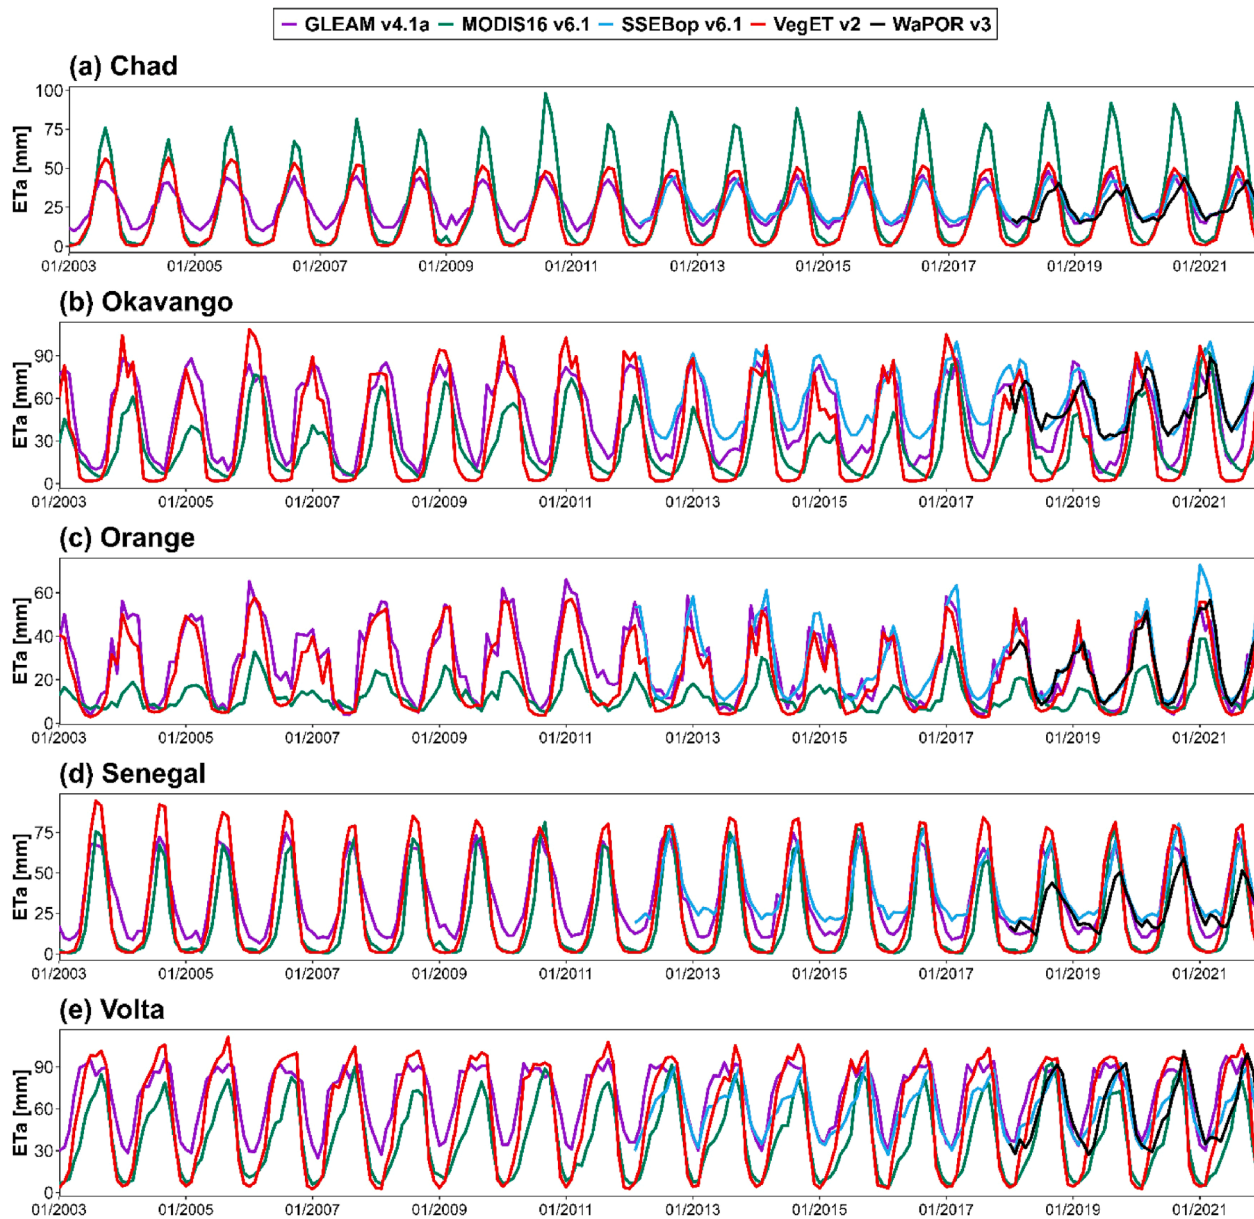 GLEAM v4.1a MODIS16 v6.1 SSEBop v6.1 VegET v2 WaPOR v3
(a) Chad
ETa [mm]
100
75
50
25
0
01/2003 01/2005 01/2007 01/2009 01/2011 01/2013 01/2015 01/2017 01/2019 01/2021
(b) Okavango
ETa [mm]
90
60
30
0
01/2003 01/2005 01/2007 01/2009 01/2011 01/2013 01/2015 01/2017 01/2019 01/2021
(c) Orange
ETa [mm]
60
40
20
0
01/2003 01/2005 01/2007 01/2009 01/2011 01/2013 01/2015 01/2017 01/2019 01/2021
(d) Senegal
ETa [mm]
75
50
25
0
01/2003 01/2005 01/2007 01/2009 01/2011 01/2013 01/2015 01/2017 01/2019 01/2021
(e) Volta
ETa [mm]
90
60
30
0
01/2003 01/2005 01/2007 01/2009 01/2011 01/2013 01/2015 01/2017 01/2019 01/2021